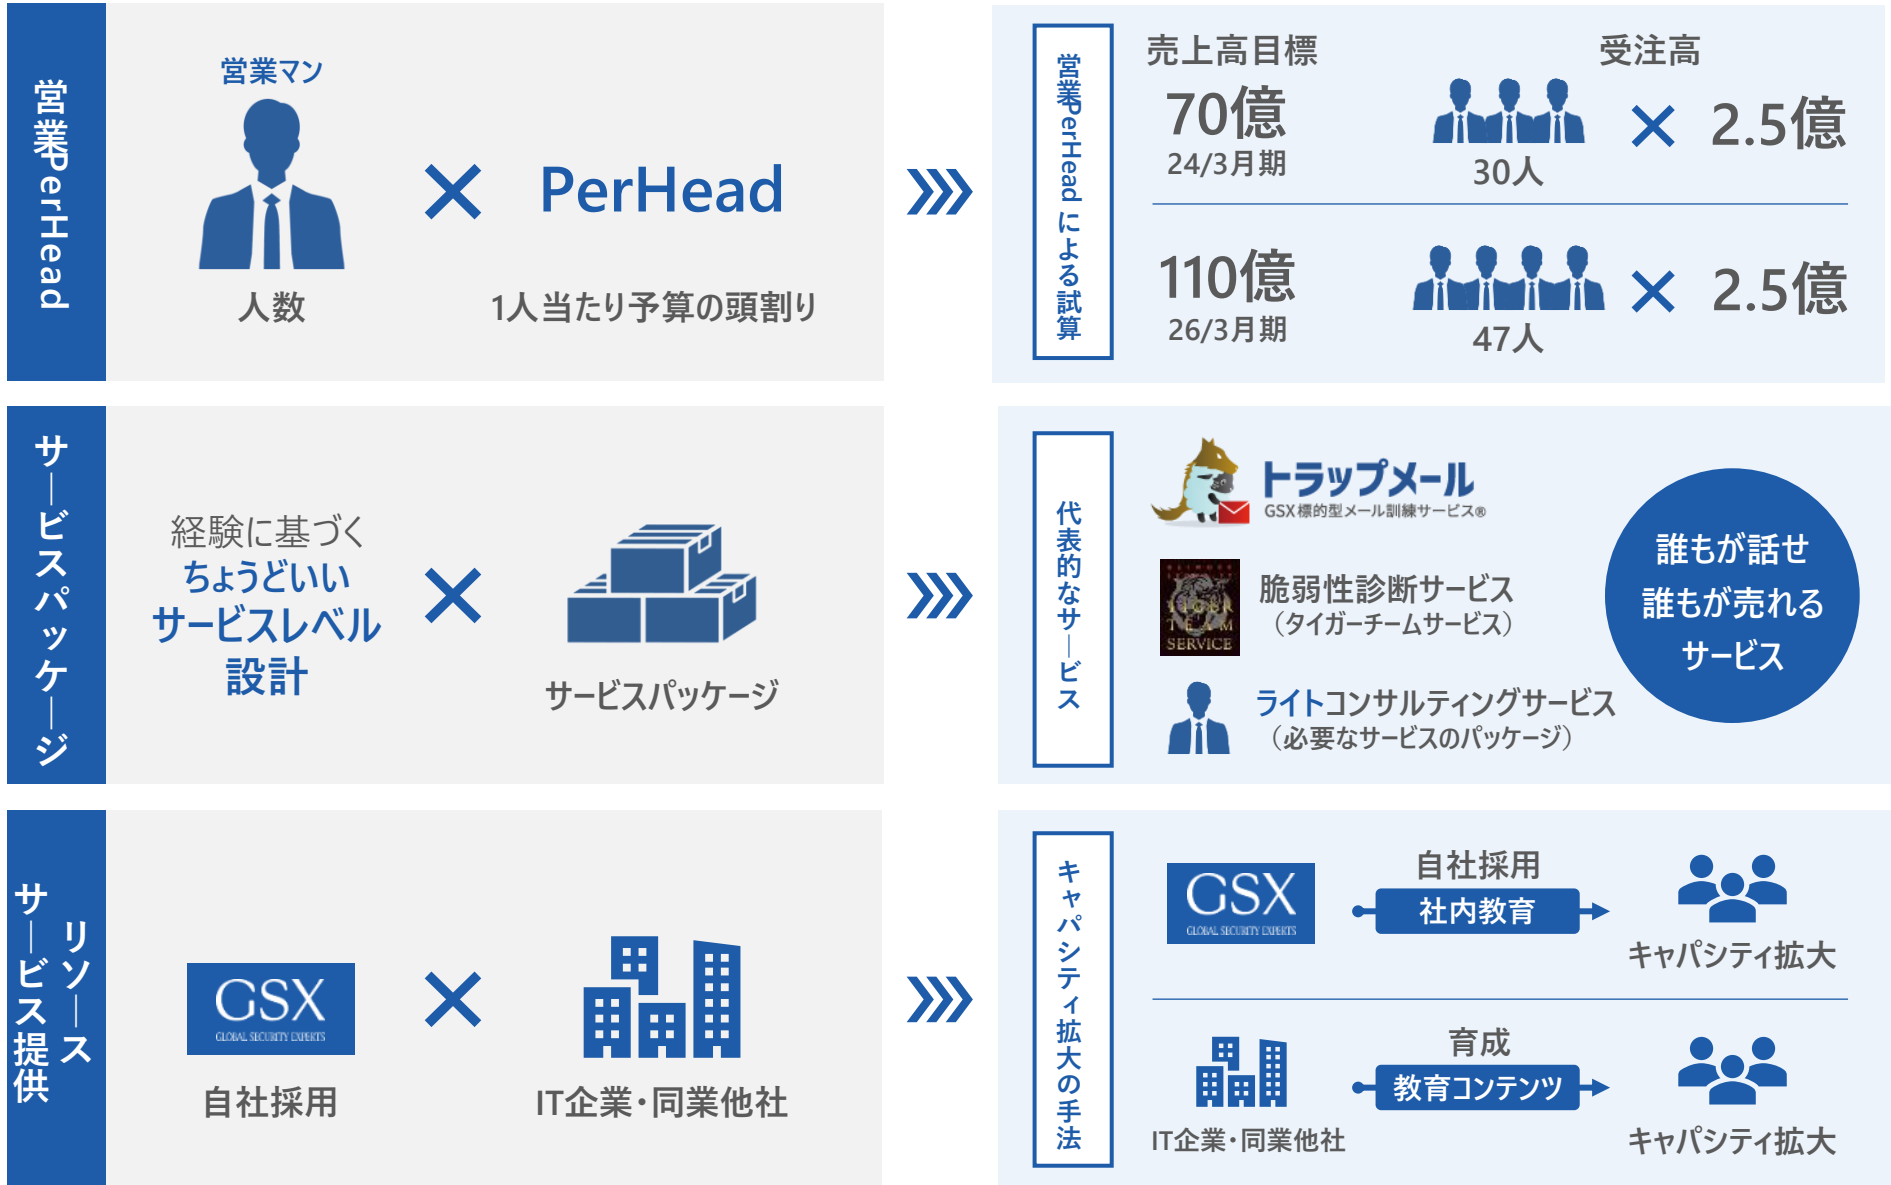 営業PerHead
営業マン
人数
×
PerHead
1人当たり予算の頭割り
営業PerHeadによる試算
売上高目標
受注高
70億
24/3月期
30人
×
2.5億
110億
26/3月期
47人
×
2.5億
サービスパッケージ
経験に基づく
ちょうどいい
サービスレベル
設計
×
サービスパッケージ
代表的なサービス
トラップメール
GSX標的型メール訓練サービス®
TIGER
TEAM
SERVICE
脆弱性診断サービス
（タイガーチームサービス）
ライトコンサルティングサービス
（必要なサービスのパッケージ）
誰もが話せ
誰もが売れる
サービス
サービス提供
リソース
GSX
GLOBAL SECURITY EXPERTS
自社採用
×
IT企業・同業他社
キャパシティ拡大の手法
GSX
GLOBAL SECURITY EXPERTS
自社採用
社内教育
キャパシティ拡大
IT企業・同業他社
育成
教育コンテンツ
キャパシティ拡大